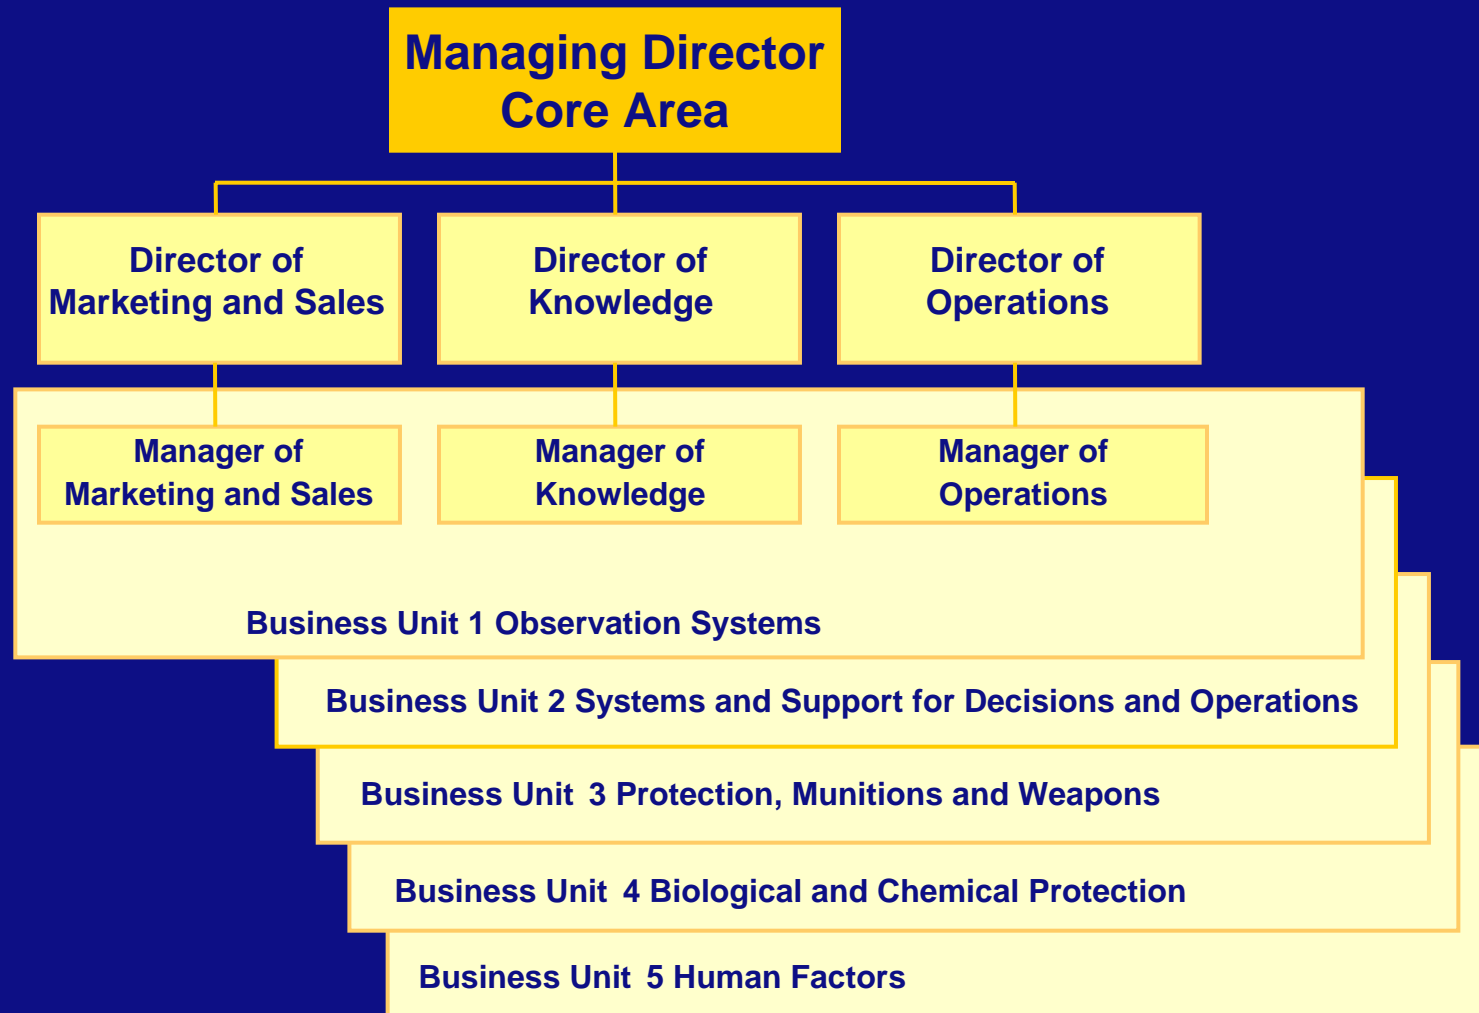 Managing Director
Core Area
Director of
Marketing and Sales
Director of
Knowledge
Director of
Operations
Manager of
Marketing and Sales
Manager of
Knowledge
Manager of
Operations
Business Unit 1 Observation Systems
Business Unit 2 Systems and Support for Decisions and Operations
Business Unit 3 Protection, Munitions and Weapons
Business Unit 4 Biological and Chemical Protection
Business Unit 5 Human Factors